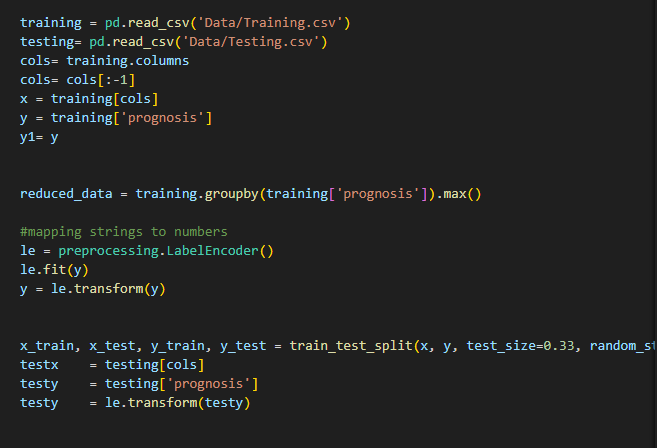 training = pd.read_csv('Data/Training.csv')
testing= pd.read_csv('Data/Testing.csv')
cols= training.columns
cols= cols[:-1]
x = training[cols]
y = training['prognosis']
y1= y
reduced_data = training.groupby(training['prognosis']).max()
#mapping strings to numbers
le = preprocessing.LabelEncoder()
le.fit(y)
y = le.transform(y)
x_train, x_test, y_train, y_test = train_test_split(x, y, test_size=0.33,
testx    = testing[cols]
testy    = testing['prognosis']
testy    = le.transform(testy)